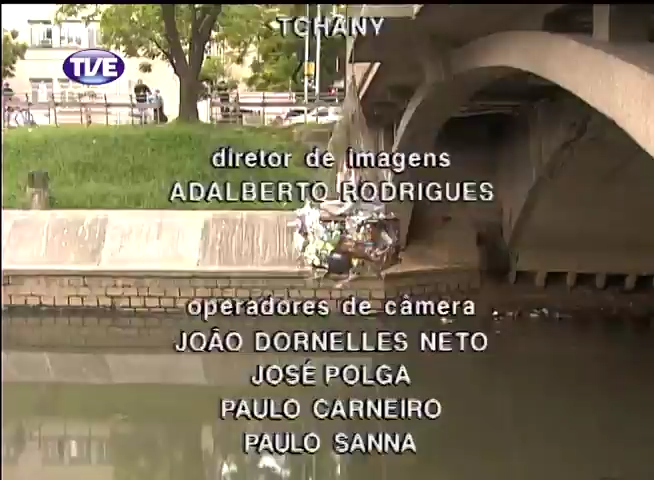 TCHANY
TVE
diretor de imagens
ADALBERTO RODRIGUES
operadores de câmera
JOÃO DORNELLES NETO
JOSÉ POLGA
PAULO CARNEIRO
PAULO SANNA